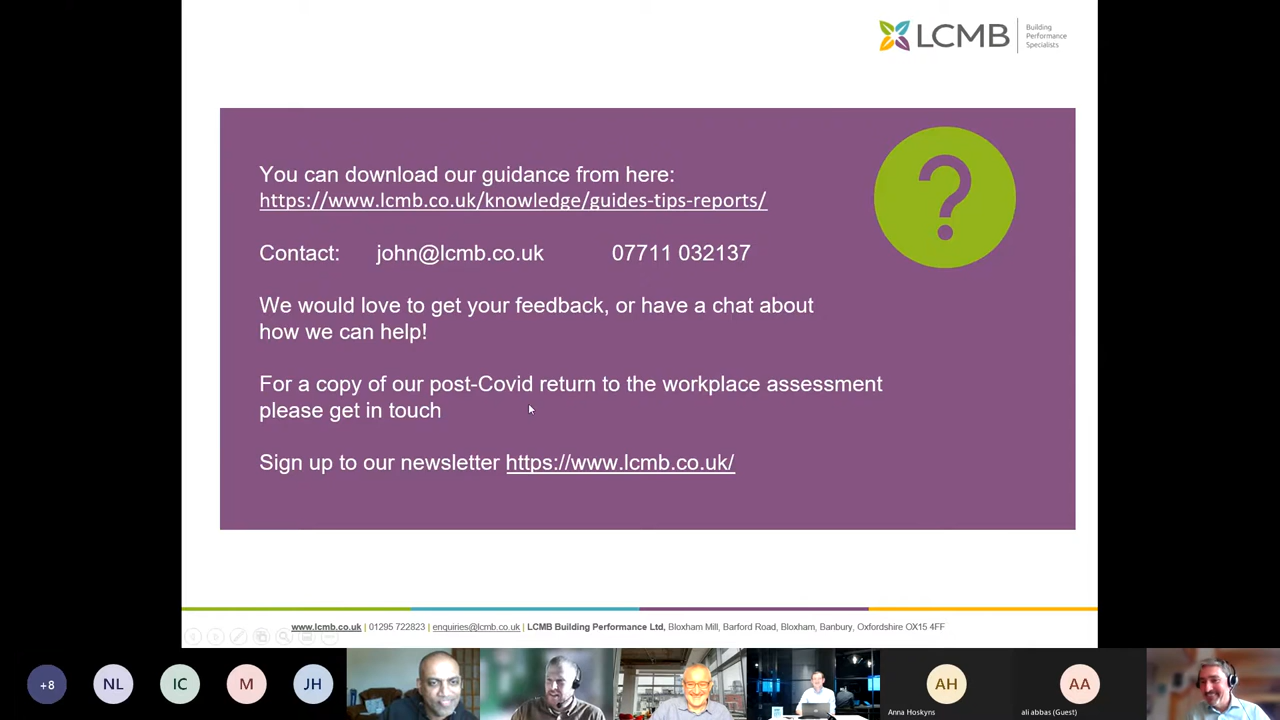 LCMB
Building
Performance
Specialists
You can download our guidance from here:
https://www.lcmb.co.uk/knowledge/guides-tips-reports/
Contact: john@lcmb.co.uk 07711 032137
We would love to get your feedback, or have a chat about
how we can help!
For a copy of our post-Covid return to the workplace assessment
please get in touch
Sign up to our newsletter https://www.lcmb.co.uk/
?
www.lcmb.co.uk | 01295 722823 | enquiries@lcmb.co.uk | LCMB Building Performance Ltd, Bloxham Mill, Barford Road, Bloxham, Banbury, Oxfordshire OX15 4FF
+8
NL
IC
M
JH
AH
Anna Hoskyns
AA
ali abbas (Guest)